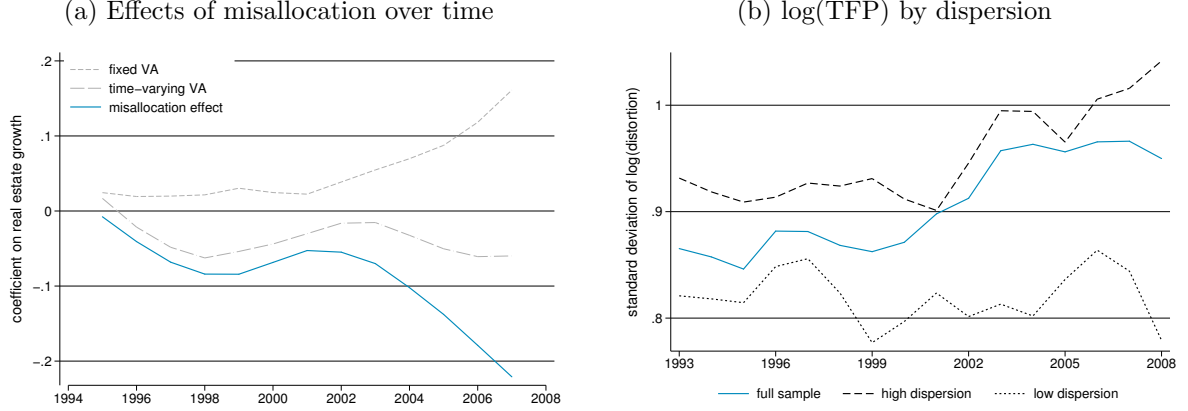 (a) Effects of misallocation over time
coefficient on real estate growth
.2
.1
0
-.1
-.2
fixed VA
time-varying VA
misallocation effect
1994 1996 1998 2000 2002 2004 2006 2008
(b) log(TFP) by dispersion
standard deviation of log(distortion)
1
.9
.8
1993 1996 1999 2002 2005 2008
full sample high dispersion low dispersion